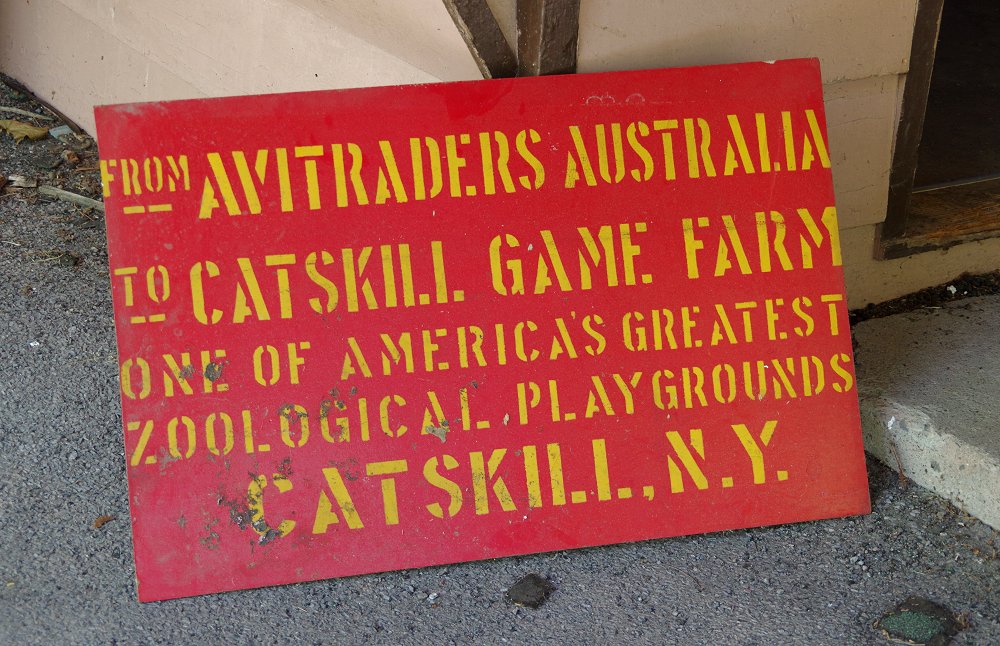 FROM AVITRADERS AUSTRALIA
TO CATSKILL GAME FARM
ONE OF AMERICA'S GREATEST
ZOOLOGICAL PLAYGROUNDS
CATSKILL, N.Y.